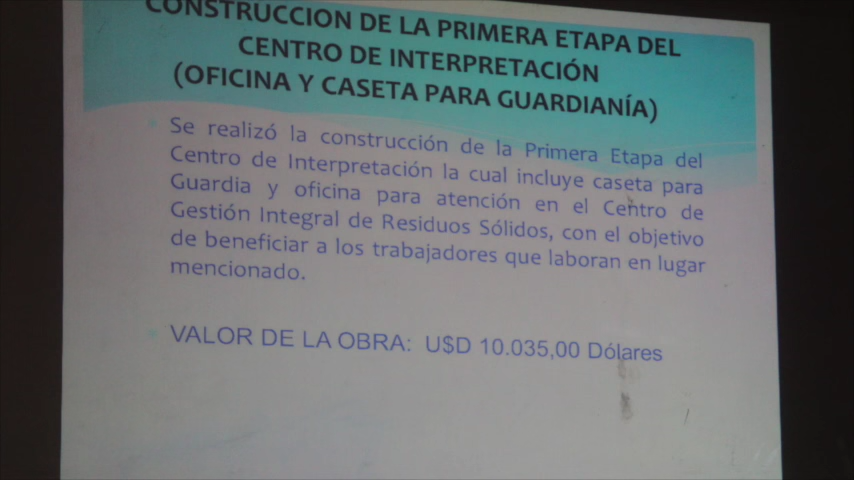 CONSTRUCCION DE LA PRIMERA ETAPA DEL
CENTRO DE INTERPRETACIÓN
(OFICINA Y CASETA PARA GUARDIANÍA)
Se realizó la construcción de la Primera Etapa del
Centro de Interpretación la cual incluye caseta para
Guardia y oficina para atención en el Centro de
Gestión Integral de Residuos Sólidos, con el objetivo
de beneficiar a los trabajadores que laboran en lugar
mencionado.
VALOR DE LA OBRA: U$D 10.035,00 Dólares